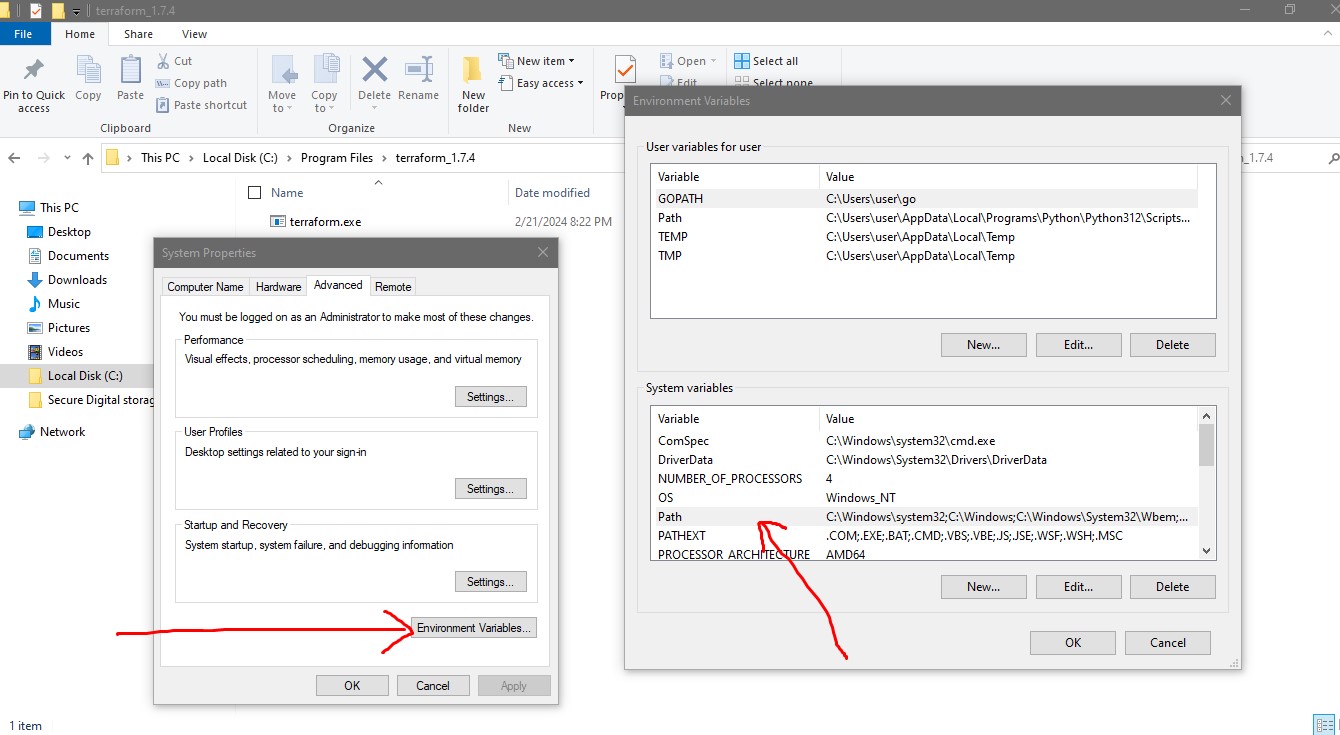 terraform_1.7.4
File Home Share View
Pin to Quick access
Copy
Paste
Cut
Copy path
Paste shortcut
Clipboard
Move to
Copy to
Delete
Rename
Organize
New folder
New item
Easy access
New
Open
Edit
Select all
Select none
This PC > Local Disk (C:) > Program Files > terraform_1.7.4
_1.7.4
This PC
Desktop
Documents
Downloads
Music
Pictures
Videos
Local Disk (C:)
Secure Digital storag
Network
Name Date modified
terraform.exe 2/21/2024 8:22 PM
1 item
System Properties
Computer Name Hardware Advanced Remote
You must be logged on as an Administrator to make most of these changes.
Performance
Visual effects, processor scheduling, memory usage, and virtual memory
Settings...
User Profiles
Desktop settings related to your sign-in
Settings...
Startup and Recovery
System startup, system failure, and debugging information
Settings...
Environment Variables...
OK Cancel Apply
Environment Variables
User variables for user
Variable Value
GOPATH C:\Users\user\go
Path C:\Users\user\AppData\Local\Programs\Python\Python312\Scripts...
TEMP C:\Users\user\AppData\Local\Temp
TMP C:\Users\user\AppData\Local\Temp
New... Edit... Delete
System variables
Variable Value
ComSpec C:\Windows\system32\cmd.exe
DriverData C:\Windows\System32\Drivers\DriverData
NUMBER_OF_PROCESSORS 4
OS Windows_NT
Path C:\Windows\system32;C:\Windows;C:\Windows\System32\Wbem;...
PATHEXT .COM;.EXE;.BAT;.CMD;.VBS;.VBE;.JS;.JSE;.WSF;.WSH;.MSC
PROCESSOR_ARCHITECTURE AMD64
New... Edit... Delete
OK Cancel